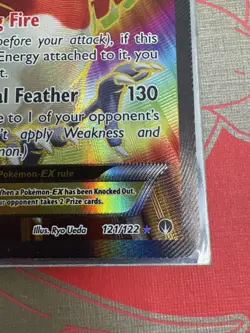 g Fire
before your attack), if this
Energy attached to it, you
t.
al Feather 130
e to 1 of your opponent's
't apply Weakness and
mon.)
Pokémon-EX rule
When a Pokémon-EX has been Knocked Out,
opponent takes 2 Prize cards.
Illus. Ryo Ueda 121/122